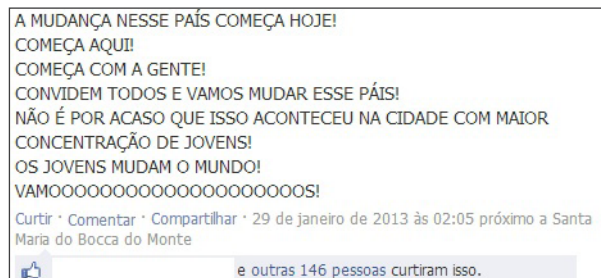 A MUDANÇA NESSE PAÍS COMEÇA HOJE!
COMEÇA AQUI!
COMEÇA COM A GENTE!
CONVIDEM TODOS E VAMOS MUDAR ESSE PÁIS!
NÃO É POR ACASO QUE ISSO ACONTECEU NA CIDADE COM MAIOR
CONCENTRAÇÃO DE JOVENS!
OS JOVENS MUDAM O MUNDO!
VAMOOOOOOOOOOOOOOOOOOOOS!
Curtir · Comentar · Compartilhar · 29 de janeiro de 2013 às 02:05 próximo a Santa
Maria do Bocca do Monte
e outras 146 pessoas curtiram isso.